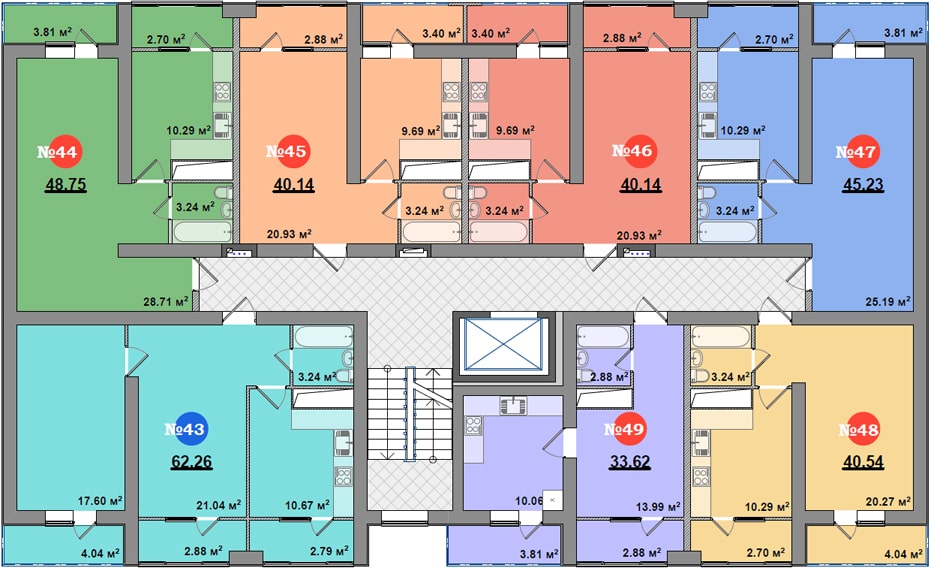 3.81 м²
2.70 м²
2.88 м²
3.40 м²
3.40 м²
2.88 м²
2.70 м²
3.81 м²
10.29 м²
9.69 м²
9.69 м²
10.29 м²
№44
48.75
№45
40.14
№46
40.14
№47
45.23
3.24 м²
3.24 м²
3.24 м²
3.24 м²
20.93 м²
20.93 м²
28.71 м²
25.19 м²
3.24 м²
2.88 м²
3.24 м²
№43
62.26
№49
33.62
№48
40.54
17.60 м²
21.04 м²
10.67 м²
10.06
13.99 м²
10.29 м²
20.27 м²
4.04 м²
2.88 м²
2.79 м²
3.81 м²
2.88 м²
2.70 м²
4.04 м²